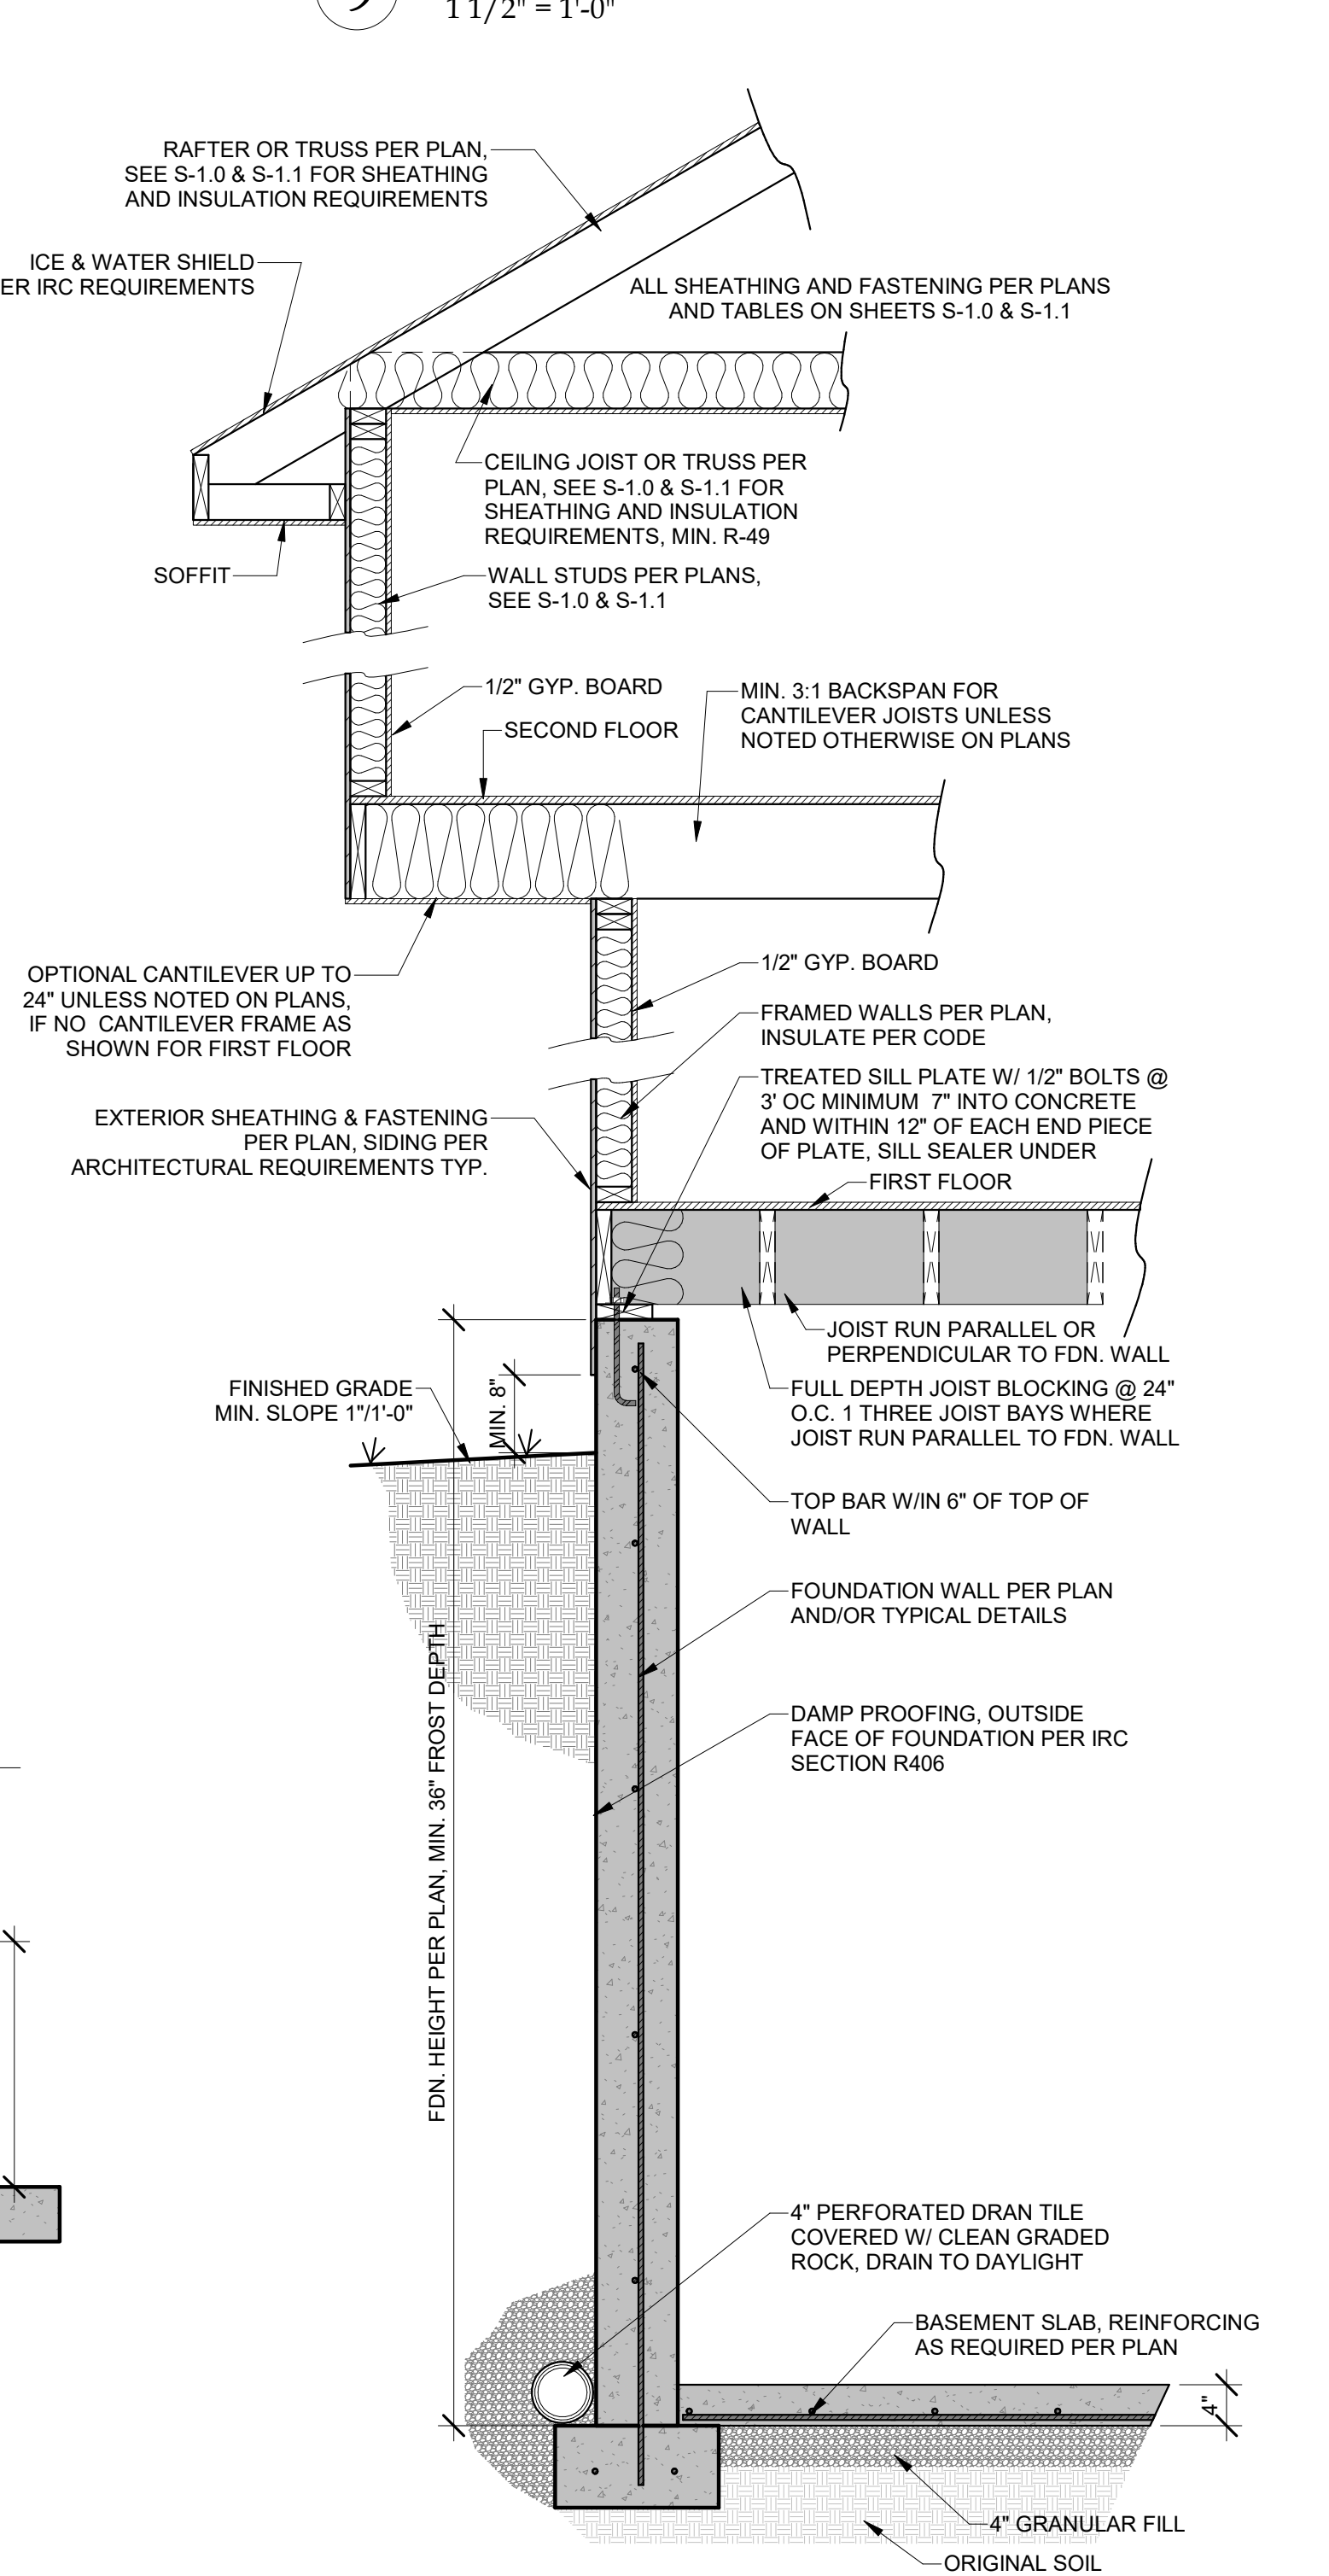 1 1/2" = 1'-0"
RAFTER OR TRUSS PER PLAN,
SEE S-1.0 & S-1.1 FOR SHEATHING
AND INSULATION REQUIREMENTS
ICE & WATER SHIELD
ER IRC REQUIREMENTS
ALL SHEATHING AND FASTENING PER PLANS
AND TABLES ON SHEETS S-1.0 & S-1.1
CEILING JOIST OR TRUSS PER
PLAN, SEE S-1.0 & S-1.1 FOR
SHEATHING AND INSULATION
REQUIREMENTS, MIN. R-49
SOFFIT
WALL STUDS PER PLANS,
SEE S-1.0 & S-1.1
1/2" GYP. BOARD
SECOND FLOOR
MIN. 3:1 BACKSPAN FOR
CANTILEVER JOISTS UNLESS
NOTED OTHERWISE ON PLANS
OPTIONAL CANTILEVER UP TO
24" UNLESS NOTED ON PLANS,
IF NO CANTILEVER FRAME AS
SHOWN FOR FIRST FLOOR
1/2" GYP. BOARD
FRAMED WALLS PER PLAN,
INSULATE PER CODE
TREATED SILL PLATE W/ 1/2" BOLTS @
3' OC MINIMUM 7" INTO CONCRETE
AND WITHIN 12" OF EACH END PIECE
OF PLATE, SILL SEALER UNDER
EXTERIOR SHEATHING & FASTENING
PER PLAN, SIDING PER
ARCHITECTURAL REQUIREMENTS TYP.
FIRST FLOOR
JOIST RUN PARALLEL OR
PERPENDICULAR TO FDN. WALL
FINISHED GRADE
MIN. SLOPE 1"/1'-0"
MIN. 8"
FULL DEPTH JOIST BLOCKING @ 24"
O.C. 1 THREE JOIST BAYS WHERE
JOIST RUN PARALLEL TO FDN. WALL
TOP BAR W/IN 6" OF TOP OF
WALL
FOUNDATION WALL PER PLAN
AND/OR TYPICAL DETAILS
FDN. HEIGHT PER PLAN, MIN. 36" FROST DEPTH
DAMP PROOFING, OUTSIDE
FACE OF FOUNDATION PER IRC
SECTION R406
4" PERFORATED DRAN TILE
COVERED W/ CLEAN GRADED
ROCK, DRAIN TO DAYLIGHT
BASEMENT SLAB, REINFORCING
AS REQUIRED PER PLAN
4"
4" GRANULAR FILL
ORIGINAL SOIL